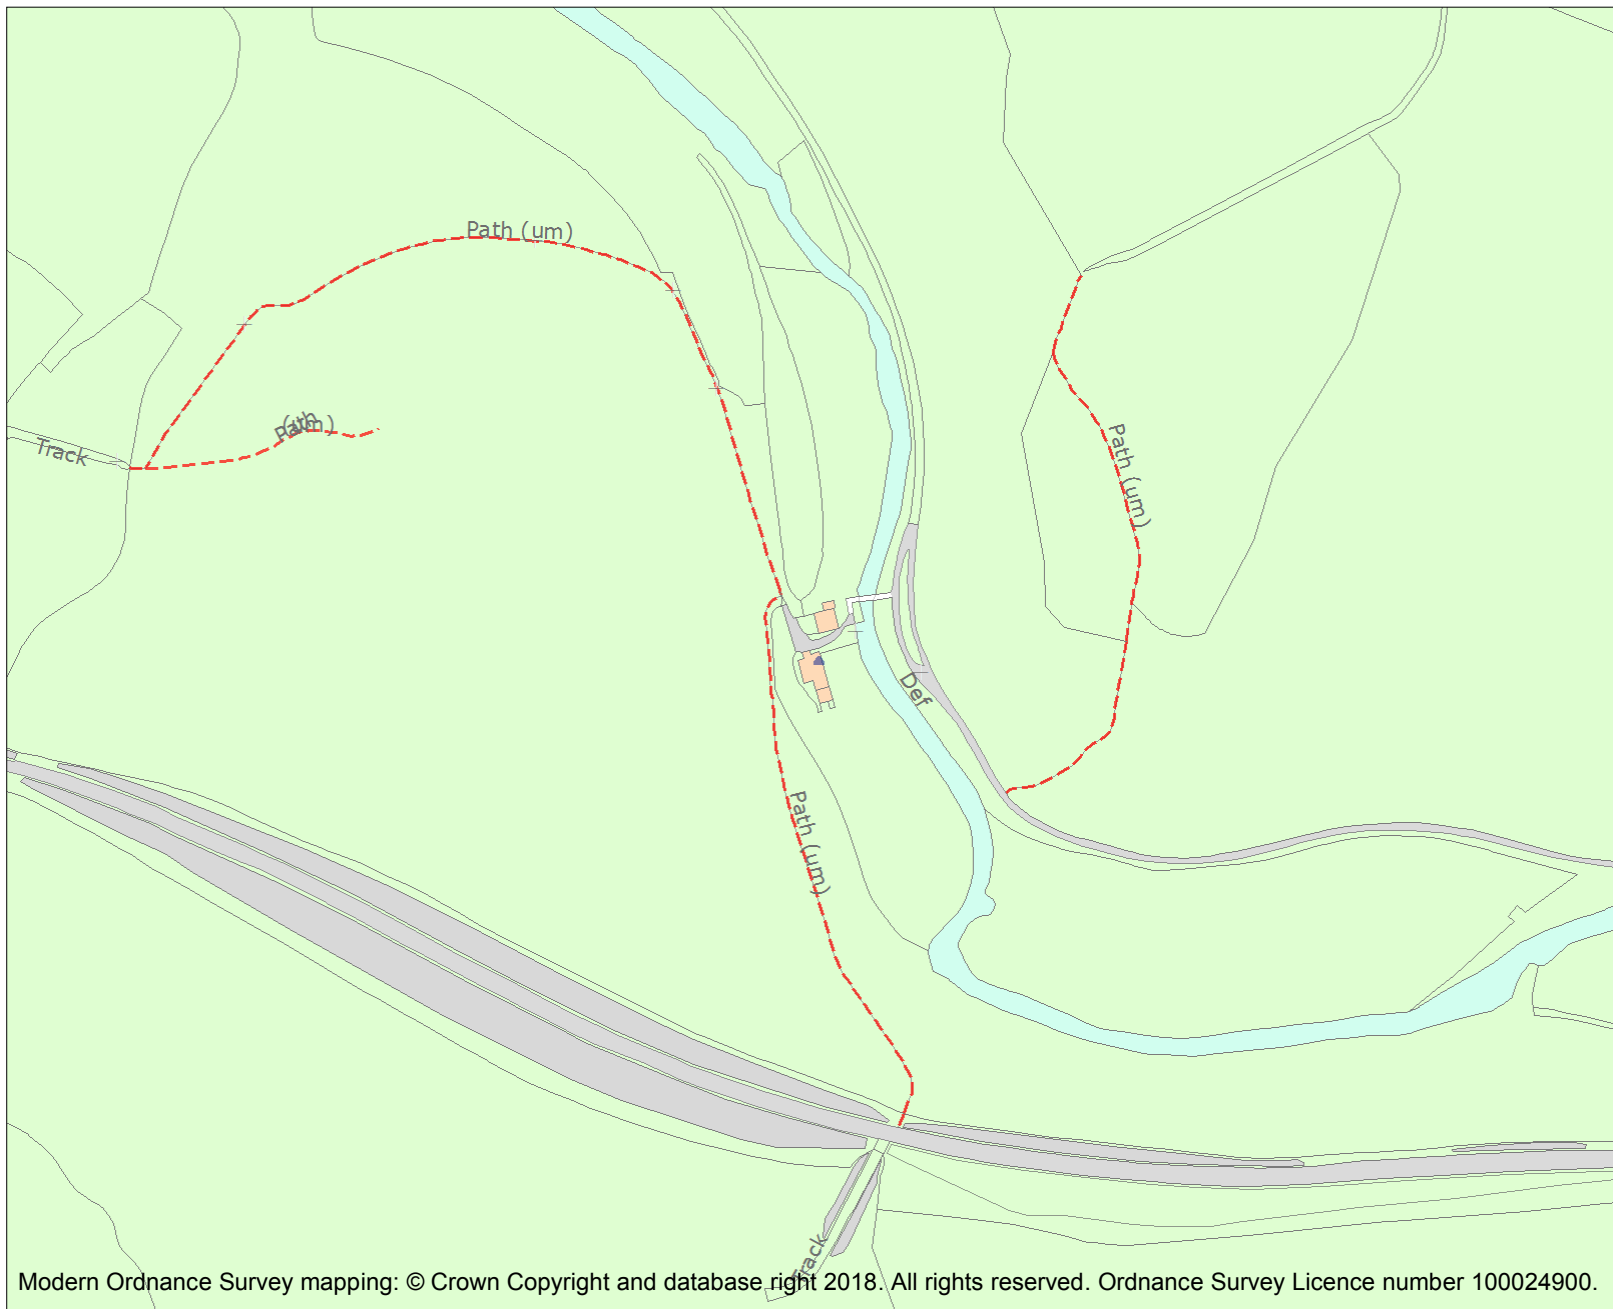 Path (um)
Path
(um)
Track
Path (um)
Def
Path (um)
Track
Modern Ordnance Survey mapping: © Crown Copyright and database right 2018. All rights reserved. Ordnance Survey Licence number 100024900.